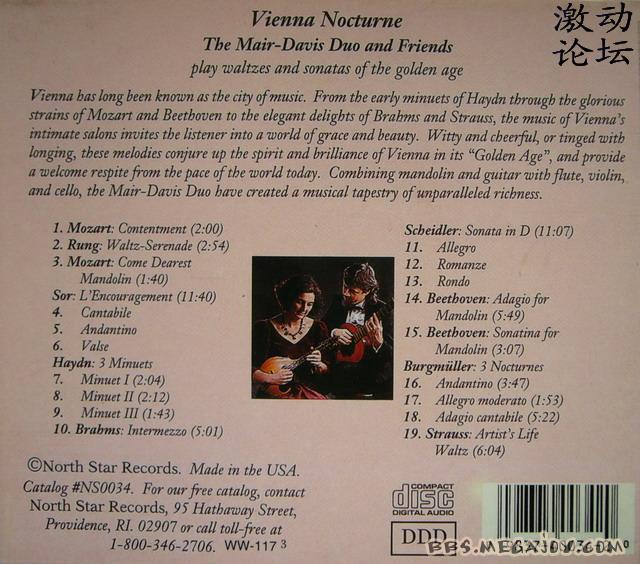 Vienna Nocturne
激动
论坛
The Mair-Davis Duo and Friends
play waltzes and sonatas of the golden age
Vienna has long been known as the city of music. From the early minuets of Haydn through the glorious
strains of Mozart and Beethoven to the elegant delights of Brahms and Strauss, the music of Vienna's
intimate salons invites the listener into a world of grace and beauty. Witty and cheerful, or tinged with
longing, these melodies conjure up the spirit and brilliance of Vienna in its "Golden Age", and provide
a welcome respite from the pace of the world today. Combining mandolin and guitar with flute, violin,
and cello, the Mair-Davis Duo have created a musical tapestry of unparalleled richness.
1. Mozart: Contentment (2:00)
2. Rung: Waltz-Serenade (2:54)
3. Mozart: Come Dearest
Mandolin (1:40)
Sor: L'Encouragement (11:40)
4. Cantabile
5. Andantino
6. Valse
Haydn: 3 Minuets
7. Minuet I (2:04)
8. Minuet II (2:12)
9. Minuet III (1:43)
10. Brahms: Intermezzo (5:01)
Scheidler: Sonata in D (11:07)
11. Allegro
12. Romanze
13. Rondo
14. Beethoven: Adagio for
Mandolin (5:49)
15. Beethoven: Sonatina for
Mandolin (3:07)
Burgmüller: 3 Nocturnes
16. Andantino (3:47)
17. Allegro moderato (1:53)
18. Adagio cantabile (5:22)
19. Strauss: Artist's Life
Waltz (6:04)
©North Star Records. Made in the USA.
Catalog #NS0034. For our free catalog, contact
North Star Records, 95 Hathaway Street,
Providence, RI. 02907 or call toll-free at
1-800-346-2706. WW-117 3
COMPACT
disc
DIGITAL AUDIO
DDD
BBS.MEGAJOY.COM